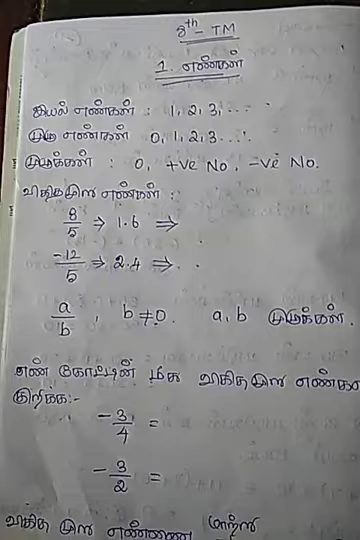 8th - TM
1. எண்கள்
இயல் எண்கள் : 1, 2, 3, ....
முழு எண்கள் 0, 1, 2, 3 ....
முழுக்கள் : 0, +ve No, -ve No.
விகிதமுறு எண்கள் :
8/5 ⇒ 1.6 ⇒
-12/5 ⇒ 2.4 ⇒
a/b , b ≠ 0. a, b முழுக்கள்.
எண் கோட்டின் மீது விகிதமுறு எண்கள்
குறிக்க:-
-3/4 =
-3/2 =
விகித முறு எண்ணை மாற்ற